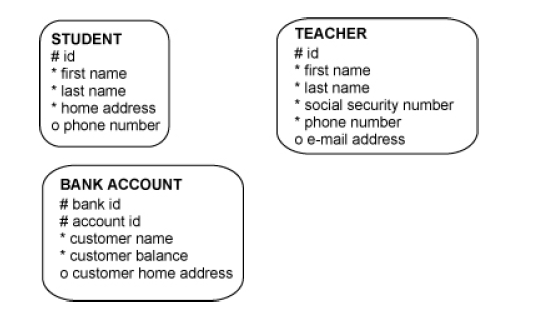 STUDENT
# id
* first name
* last name
* home address
o phone number
TEACHER
# id
* first name
* last name
* social security number
* phone number
o e-mail address
BANK ACCOUNT
# bank id
# account id
* customer name
* customer balance
o customer home address